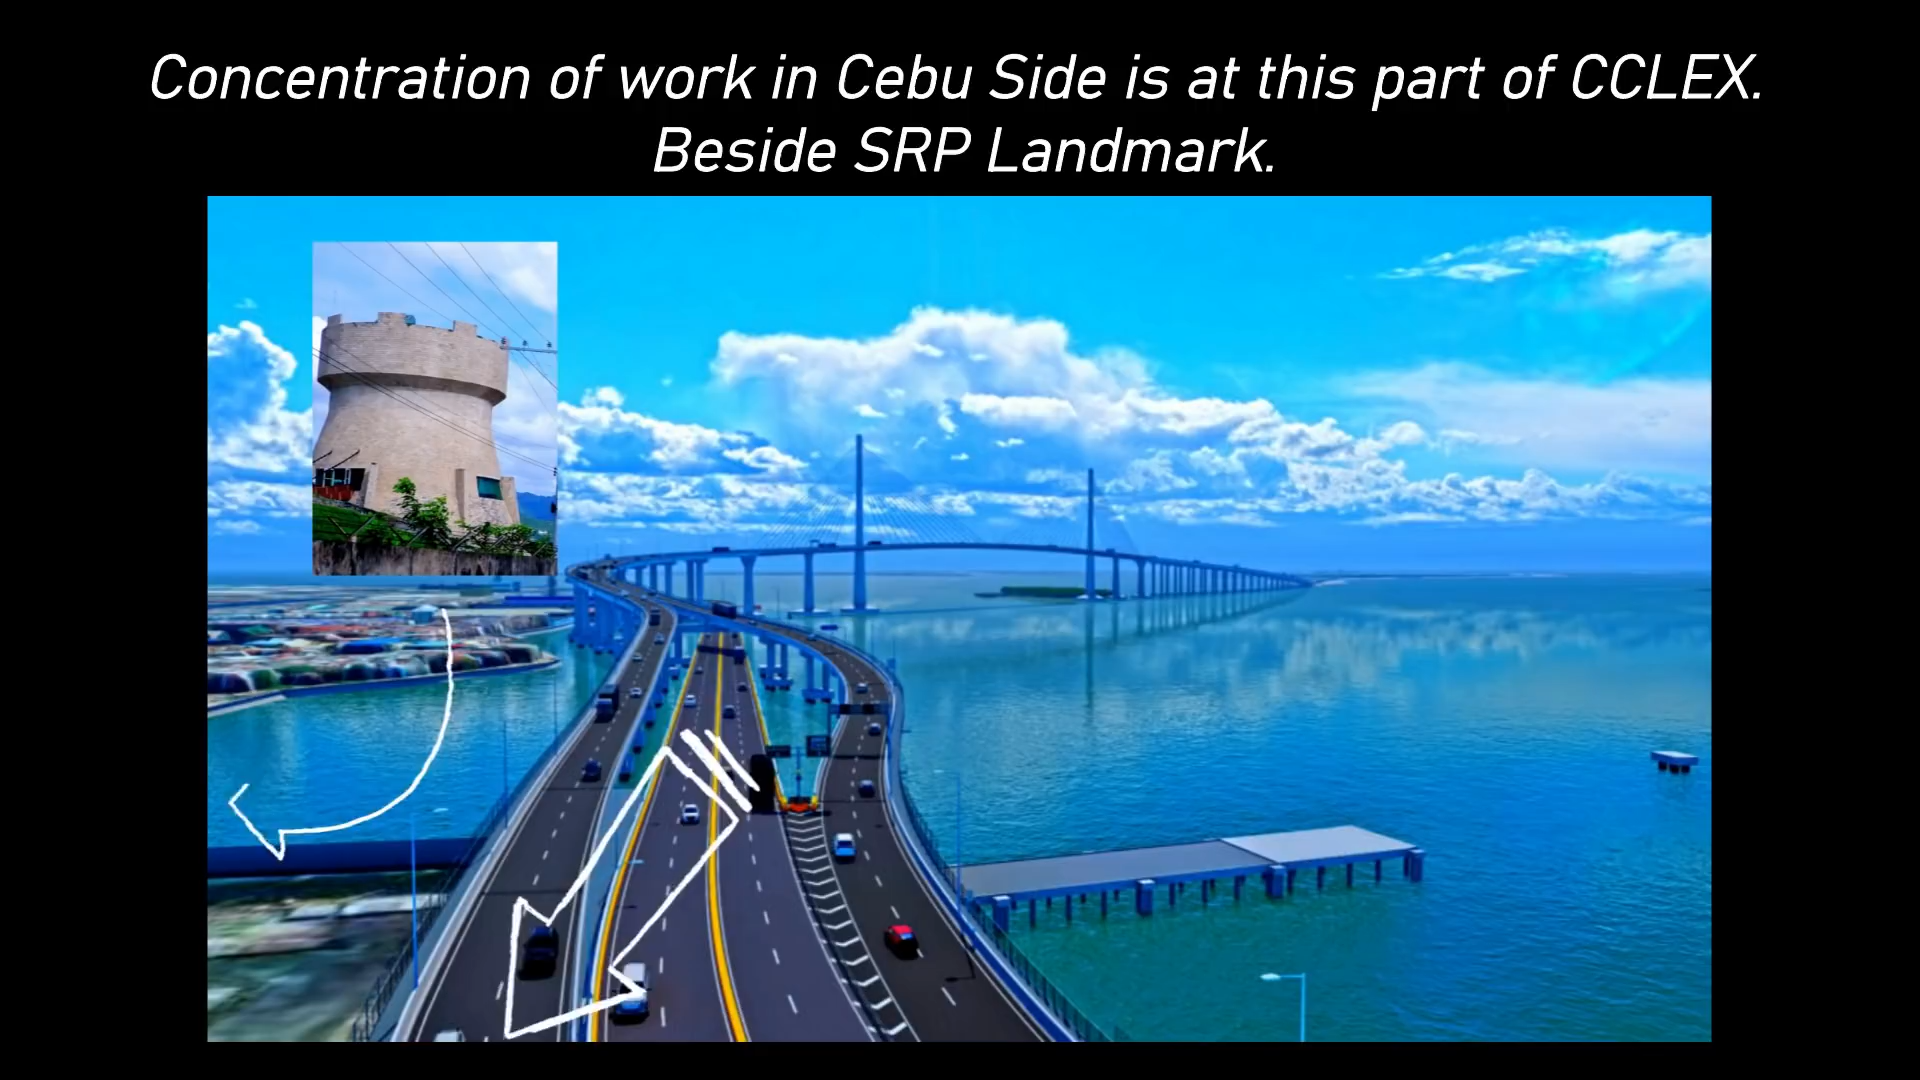 Concentration of work in Cebu Side is at this part of CCLEX.
Beside SRP Landmark.